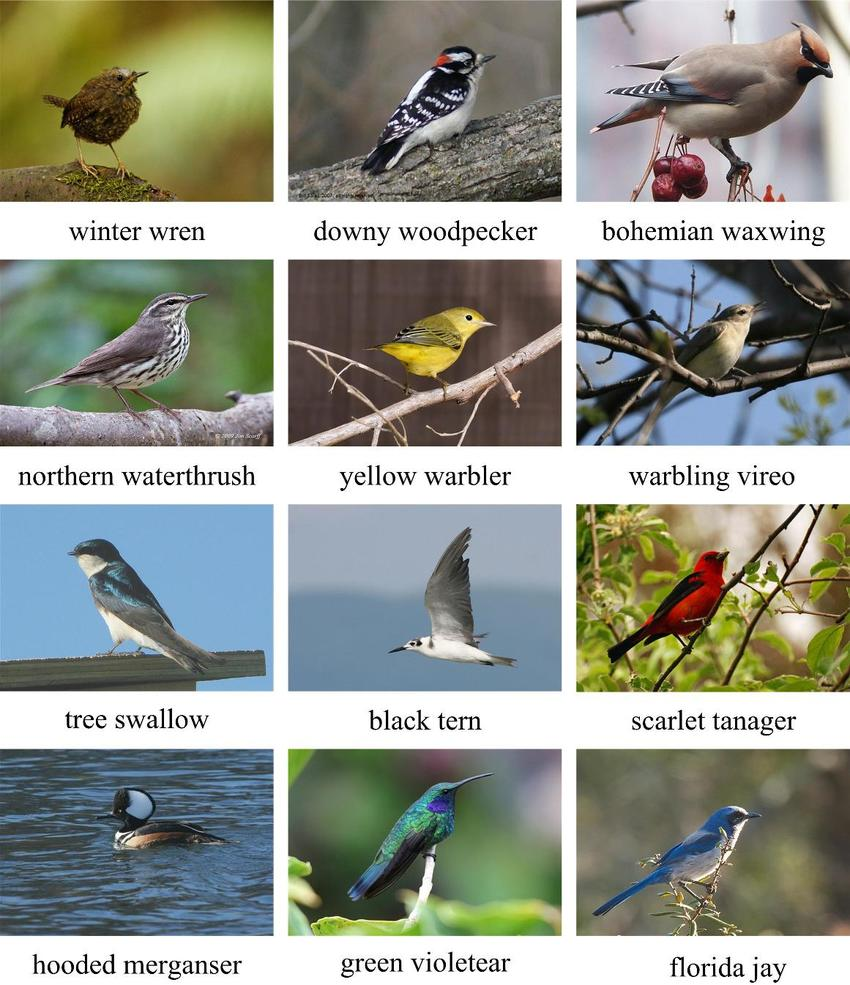 winter wren
downy woodpecker
bohemian waxwing
© 2009 Jim Scarff
northern waterthrush
yellow warbler
warbling vireo
tree swallow
black tern
scarlet tanager
hooded merganser
green violetear
florida jay